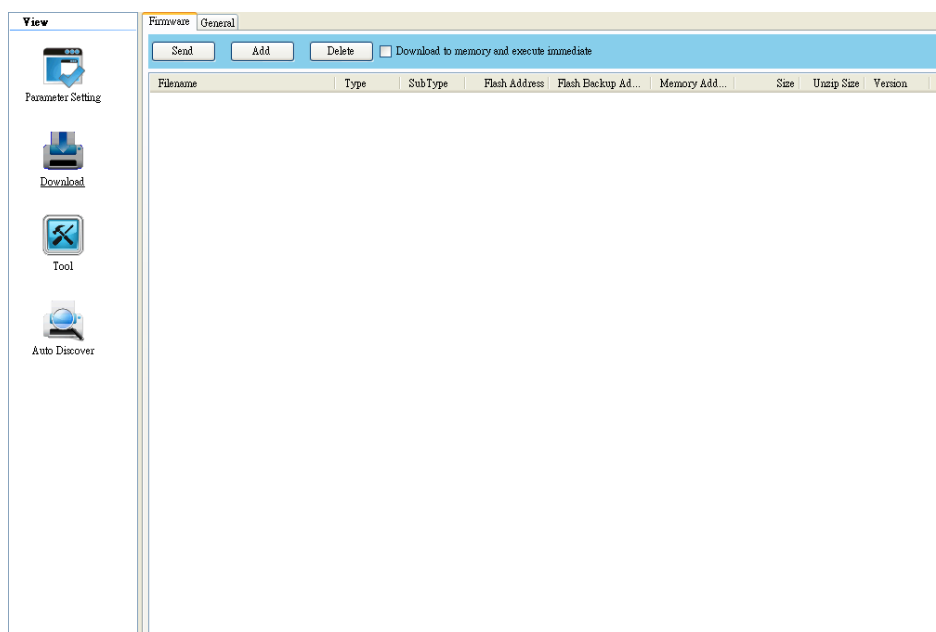 View
Parameter Setting
Download
Tool
Auto Discover
Firmware General
Send Add Delete Download to memory and execute immediate
Filename Type SubType Flash Address Flash Backup Ad... Memory Add... Size Unzip Size Version